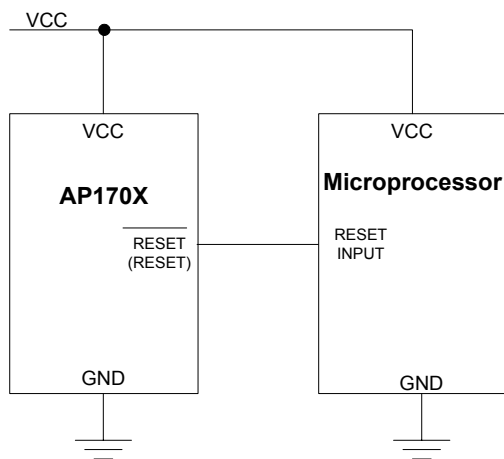 VCC
VCC
AP170X
RESET
(RESET)
GND
VCC
Microprocessor
RESET
INPUT
GND